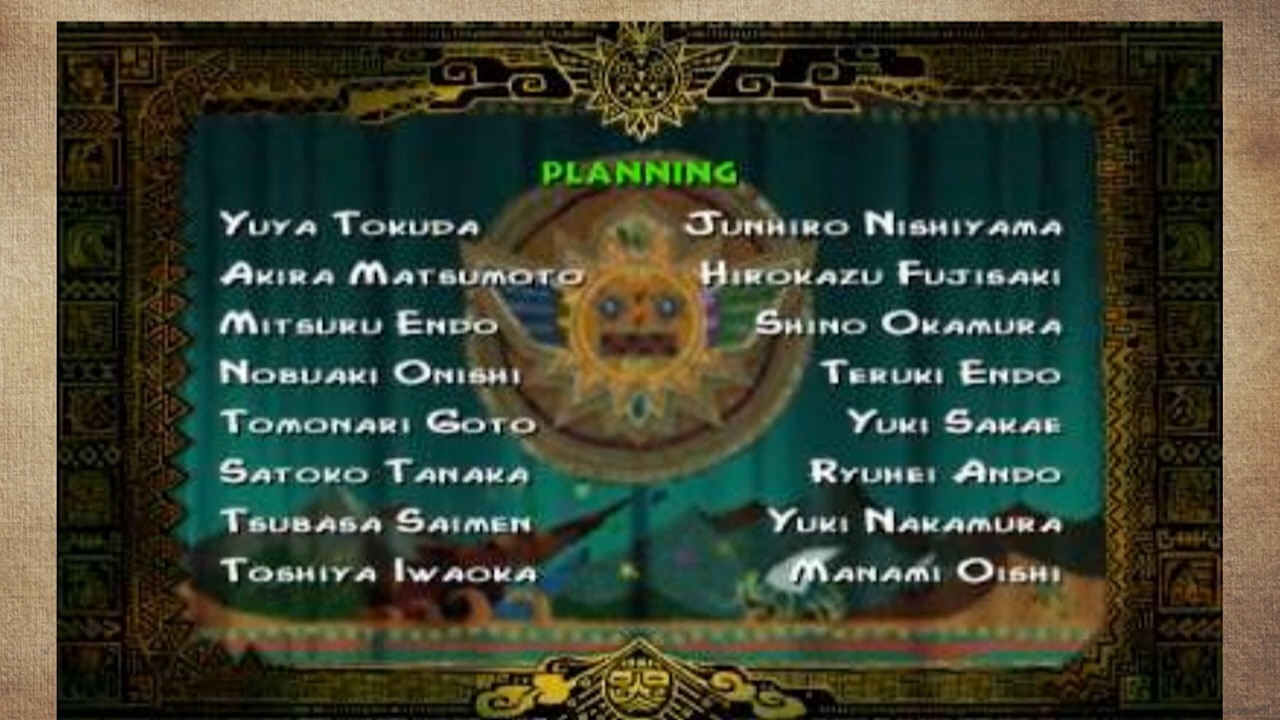 PLANNING
YUYA TOKUDA JUNHIRO NISHIYAMA
AKIRA MATSUMOTO HIROKAZU FUJISAKI
MITSURU ENDO SHINO OKAMURA
NOBUAKI ONISHI TERUKI ENDO
TOMONARI GOTO YUKI SAKAE
SATOKO TANAKA RYUHEI ANDO
TSUBASA SAIMEN YUKI NAKAMURA
TOSHIYA IWAOKA MANAMI OISHI